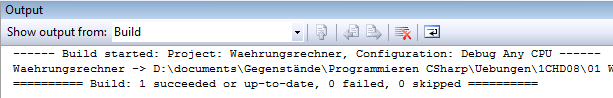 Output
Show output from: Build
------ Build started: Project: Waehrungsrechner, Configuration: Debug Any CPU ------
Waehrungsrechner -> D:\documents\Gegenstände\Programmieren CSharp\Uebungen\1CHD08\01 W
========== Build: 1 succeeded or up-to-date, 0 failed, 0 skipped ==========